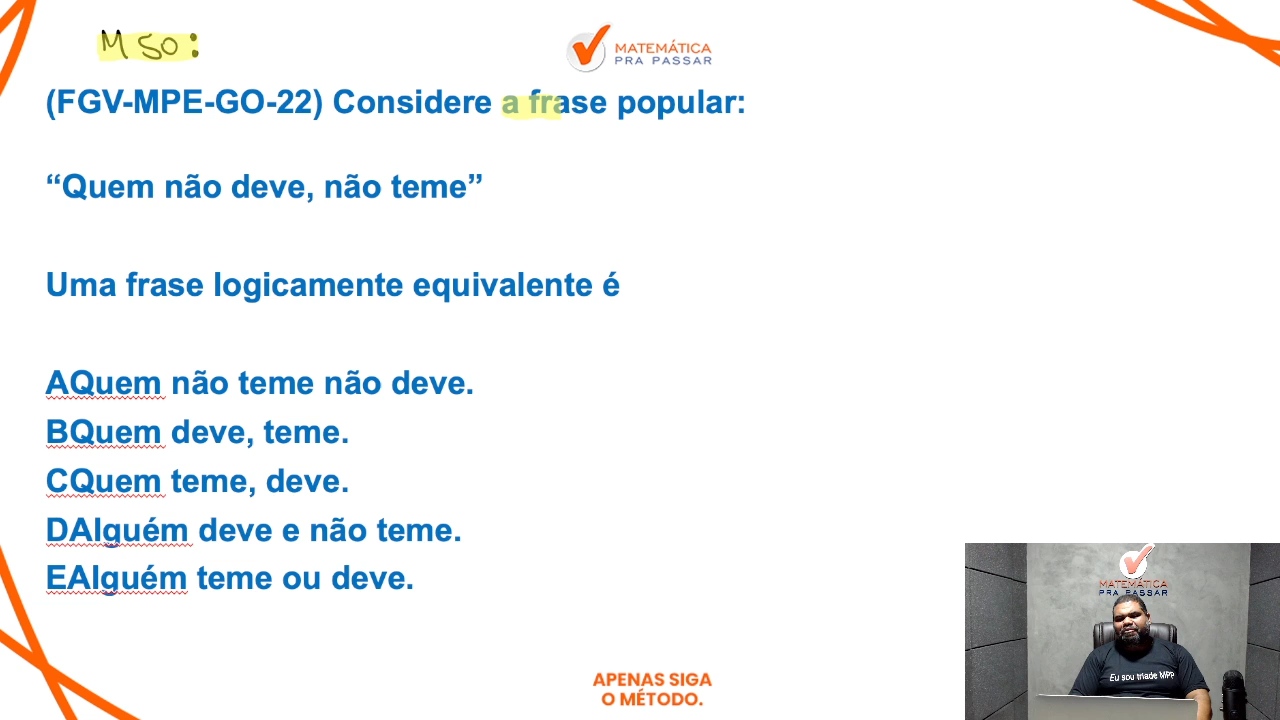 M SO:
MATEMÁTICA
PRA PASSAR
(FGV-MPE-GO-22) Considere a frase popular:
“Quem não deve, não teme”
Uma frase logicamente equivalente é
AQuem não teme não deve.
BQuem deve, teme.
CQuem teme, deve.
DAlguém deve e não teme.
EAlguém teme ou deve.
MATEMÁTICA
PRA PASSAR
Eu sou tríade MPP
APENAS SIGA
O MÉTODO.